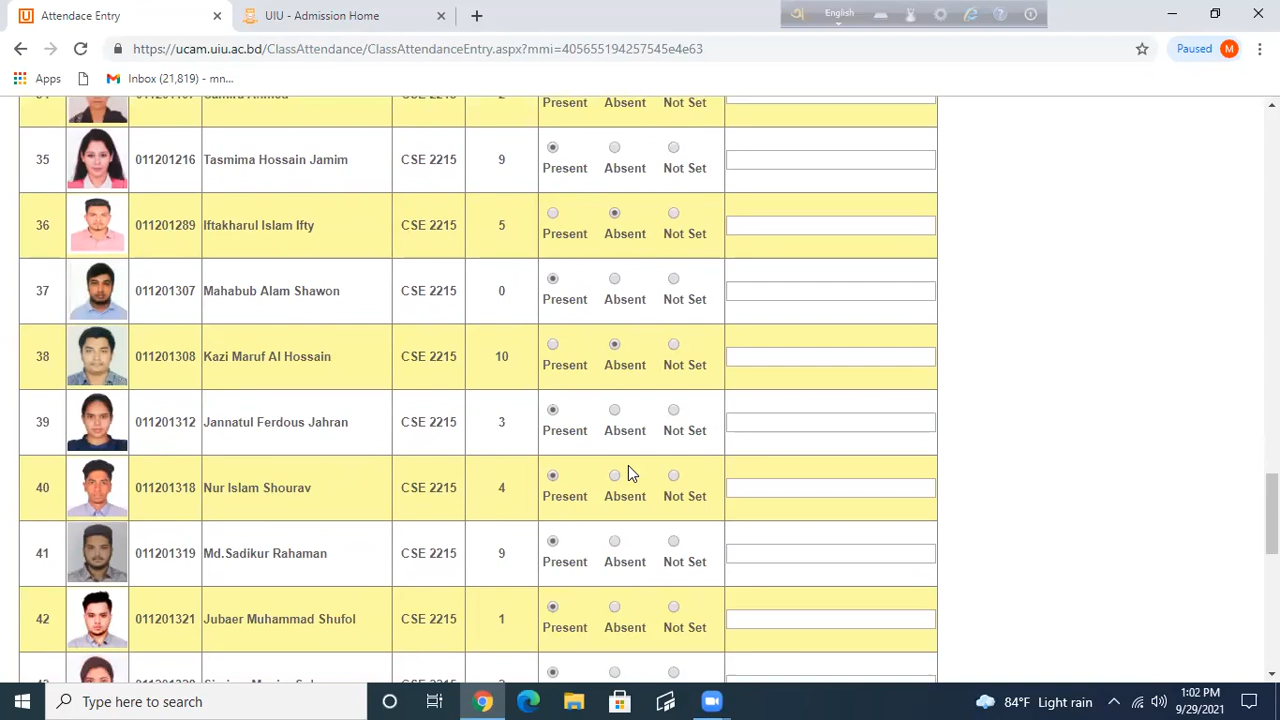 Attendace Entry
UIU - Admission Home
English
https://ucam.uiu.ac.bd/ClassAttendance/ClassAttendanceEntry.aspx?mmi=405655194257545e4e63
Paused M
Apps Inbox (21,819) - mn...
Present Absent Not Set
35 011201216 Tasmima Hossain Jamim CSE 2215 9 Present Absent Not Set
36 011201289 Iftakharul Islam Ifty CSE 2215 5 Present Absent Not Set
37 011201307 Mahabub Alam Shawon CSE 2215 0 Present Absent Not Set
38 011201308 Kazi Maruf Al Hossain CSE 2215 10 Present Absent Not Set
39 011201312 Jannatul Ferdous Jahran CSE 2215 3 Present Absent Not Set
40 011201318 Nur Islam Shourav CSE 2215 4 Present Absent Not Set
41 011201319 Md.Sadikur Rahaman CSE 2215 9 Present Absent Not Set
42 011201321 Jubaer Muhammad Shufol CSE 2215 1 Present Absent Not Set
Type here to search
84°F Light rain
1:02 PM
9/29/2021